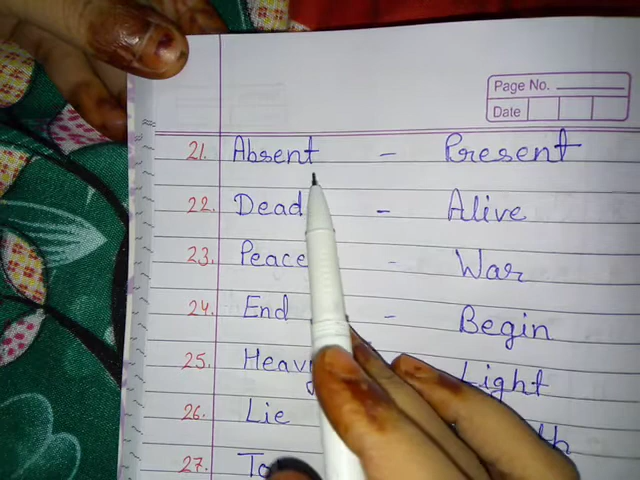 Page No.
Date
21. Absent - Present
22. Dead - Alive
23. Peace - War
24. End - Begin
25. Heavy Light
26. Lie
27.